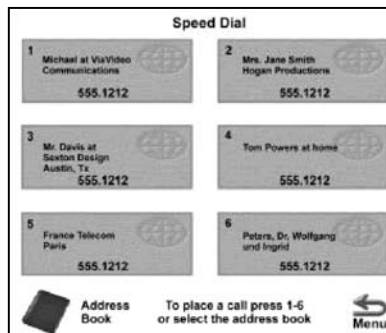 Speed Dial
1
Michael at ViaVideo
Communications
555.1212
2
Mrs. Jane Smith
Hogan Productions
555.1212
3
Mr. Davis at
Sexton Design
Austin, Tx
555.1212
4
Tom Powers at home
555.1212
5
France Telecom
Paris
555.1212
6
Peters, Dr. Wolfgang
und Ingrid
555.1212
Address
Book
To place a call press 1-6
or select the address book
Menu